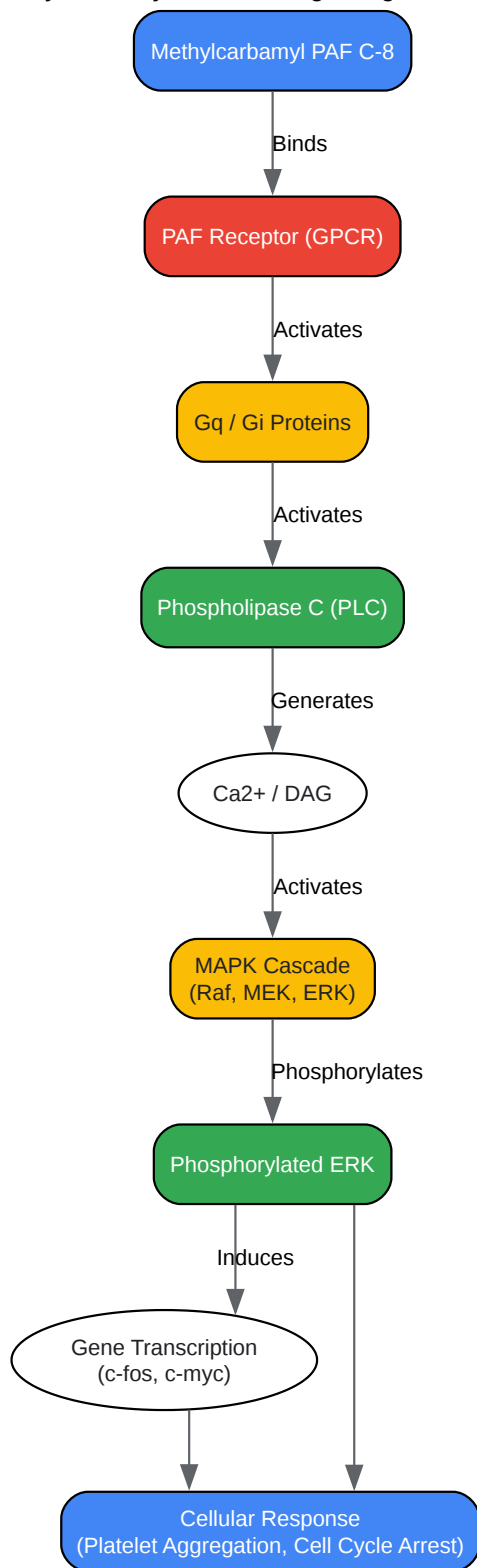 Methylcarbamyl PAF C-8
Binds
PAF Receptor (GPCR)
Activates
Gq / Gi Proteins
Activates
Phospholipase C (PLC)
Generates
Ca2+ / DAG
Activates
MAPK Cascade
(Raf, MEK, ERK)
Phosphorylates
Phosphorylated ERK
Induces
Gene Transcription
(c-fos, c-myc)
Cellular Response
(Platelet Aggregation, Cell Cycle Arrest)